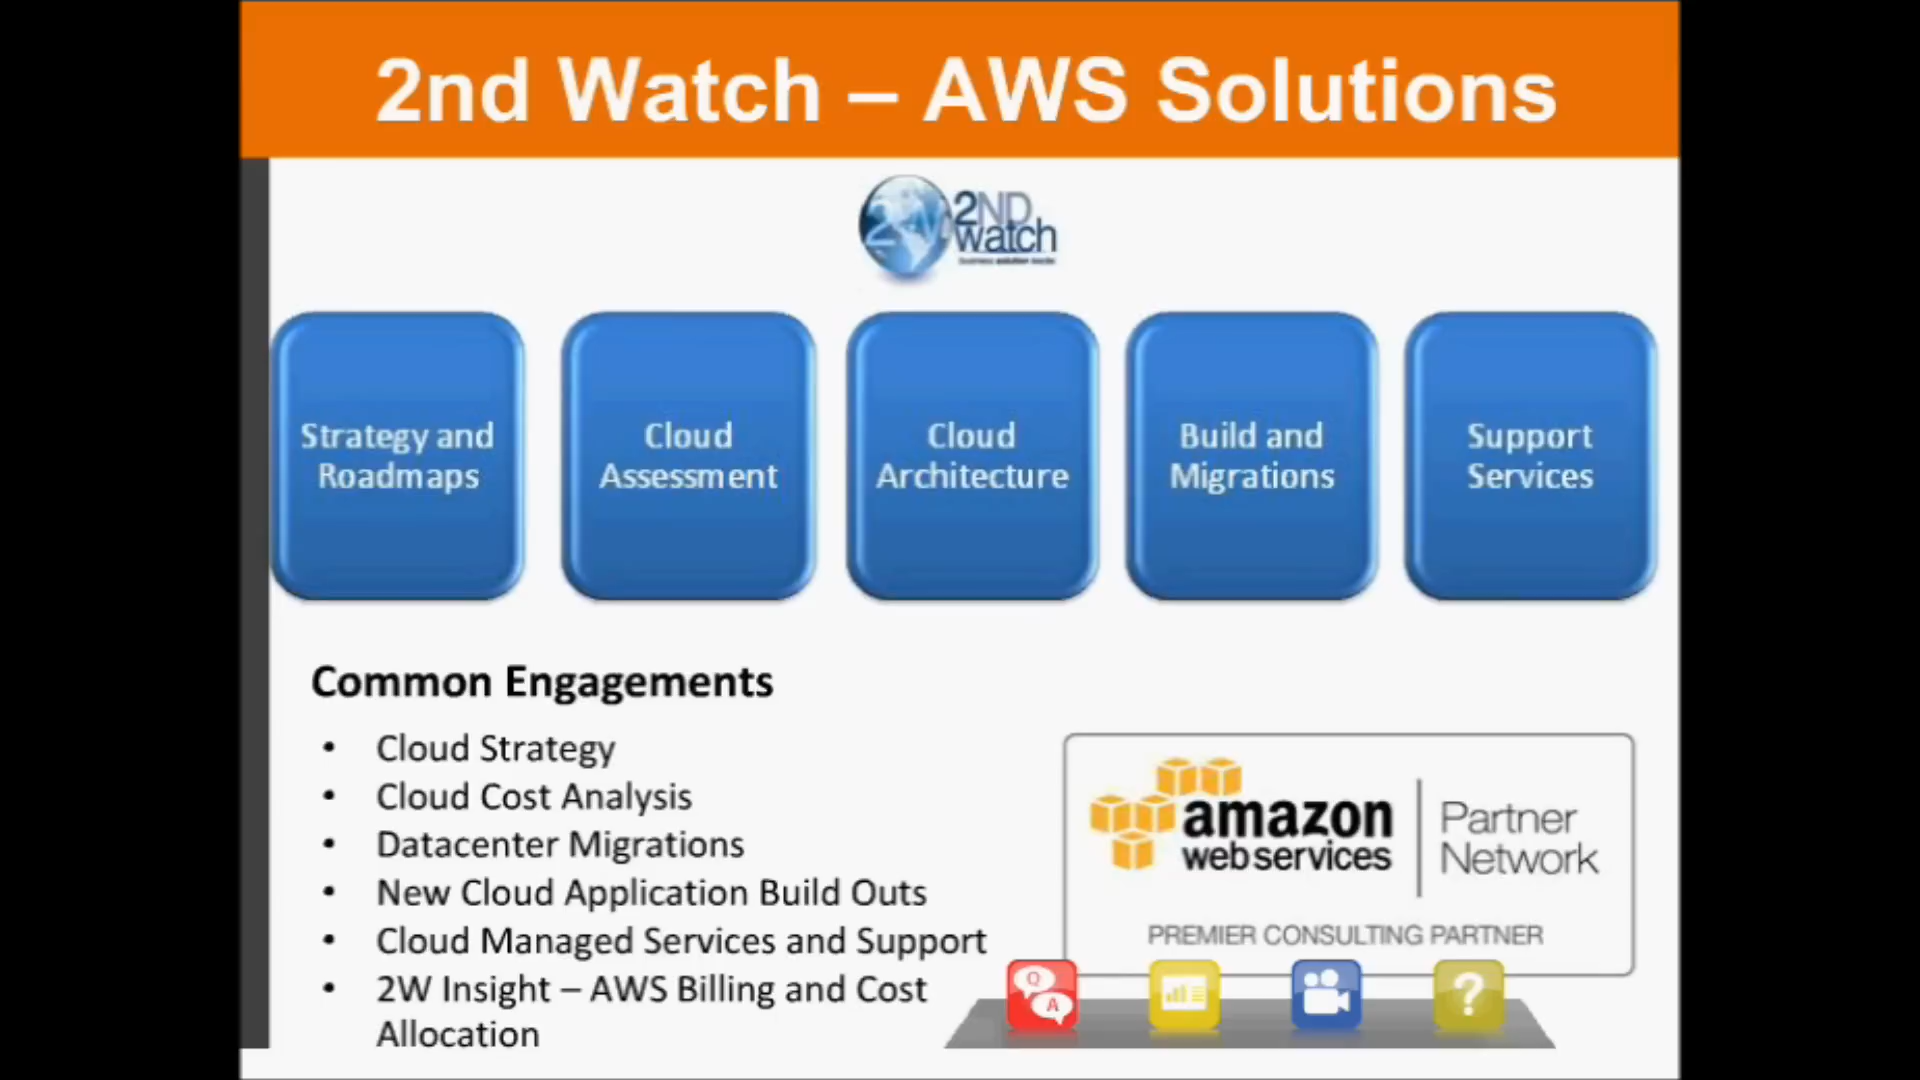 2nd Watch – AWS Solutions
2ND
watch
Strategy and
Roadmaps
Cloud
Assessment
Cloud
Architecture
Build and
Migrations
Support
Services
Common Engagements
• Cloud Strategy
• Cloud Cost Analysis
• Datacenter Migrations
• New Cloud Application Build Outs
• Cloud Managed Services and Support
• 2W Insight – AWS Billing and Cost
Allocation
amazon
web services
Partner
Network
PREMIER CONSULTING PARTNER
Q
A
?